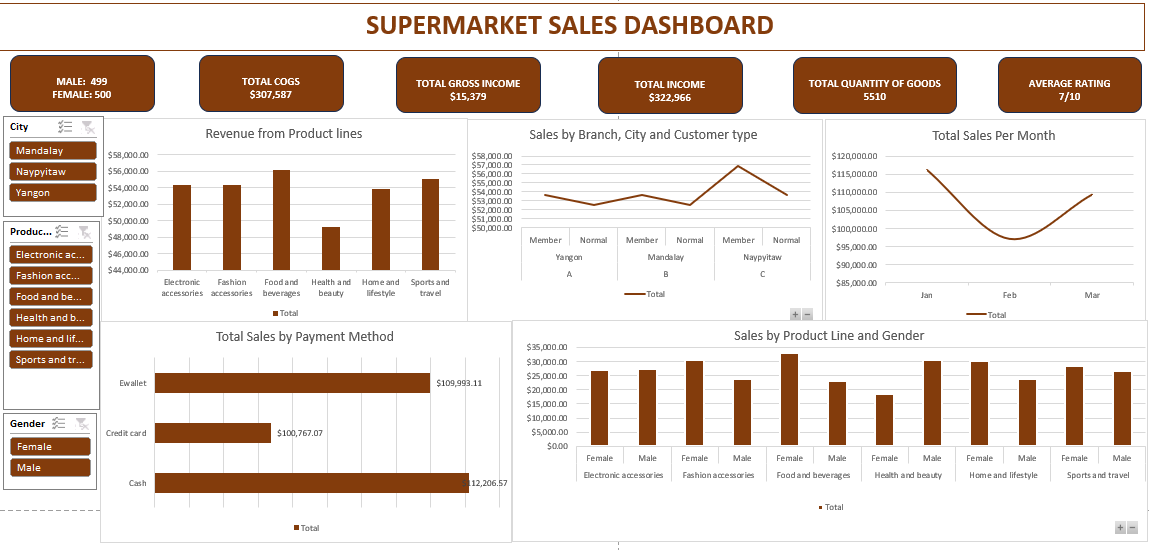 SUPERMARKET SALES DASHBOARD
MALE: 499
FEMALE: 500
TOTAL COGS
$307,587
TOTAL GROSS INCOME
$15,379
TOTAL INCOME
$322,966
TOTAL QUANTITY OF GOODS
5510
AVERAGE RATING
7/10
City
Mandalay
Naypyitaw
Yangon
Produc...
Electronic ac...
Fashion acc...
Food and be...
Health and b...
Home and lif...
Sports and tr...
Gender
Female
Male
Revenue from Product lines
$58,000.00
$56,000.00
$54,000.00
$52,000.00
$50,000.00
$48,000.00
$46,000.00
$44,000.00
Electronic accessories
Fashion accessories
Food and beverages
Health and beauty
Home and lifestyle
Sports and travel
Total
Sales by Branch, City and Customer type
$58,000.00
$57,000.00
$56,000.00
$55,000.00
$54,000.00
$53,000.00
$52,000.00
$51,000.00
$50,000.00
Member Normal Member Normal Member Normal
Yangon Mandalay Naypyitaw
A B C
Total
Total Sales Per Month
$120,000.00
$115,000.00
$110,000.00
$105,000.00
$100,000.00
$95,000.00
$90,000.00
$85,000.00
Jan Feb Mar
Total
Total Sales by Payment Method
Ewallet $109,993.11
Credit card $100,767.07
Cash $112,206.57
Total
Sales by Product Line and Gender
$35,000.00
$30,000.00
$25,000.00
$20,000.00
$15,000.00
$10,000.00
$5,000.00
$0.00
Female Male Female Male Female Male Female Male Female Male Female Male
Electronic accessories Fashion accessories Food and beverages Health and beauty Home and lifestyle Sports and travel
Total